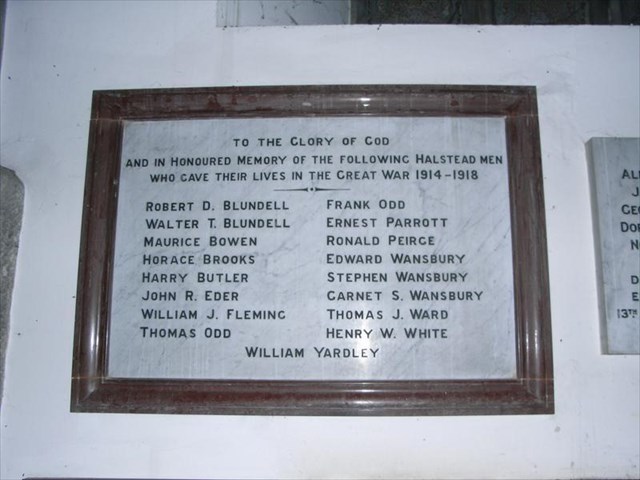 TO THE GLORY OF GOD
AND IN HONOURED MEMORY OF THE FOLLOWING HALSTEAD MEN
WHO GAVE THEIR LIVES IN THE GREAT WAR 1914-1918
ROBERT D. BLUNDELL
WALTER T. BLUNDELL
MAURICE BOWEN
HORACE BROOKS
HARRY BUTLER
JOHN R. EDER
WILLIAM J. FLEMING
THOMAS ODD
FRANK ODD
ERNEST PARROTT
RONALD PEIRCE
EDWARD WANSBURY
STEPHEN WANSBURY
GARNET S. WANSBURY
THOMAS J. WARD
HENRY W. WHITE
WILLIAM YARDLEY
13TH